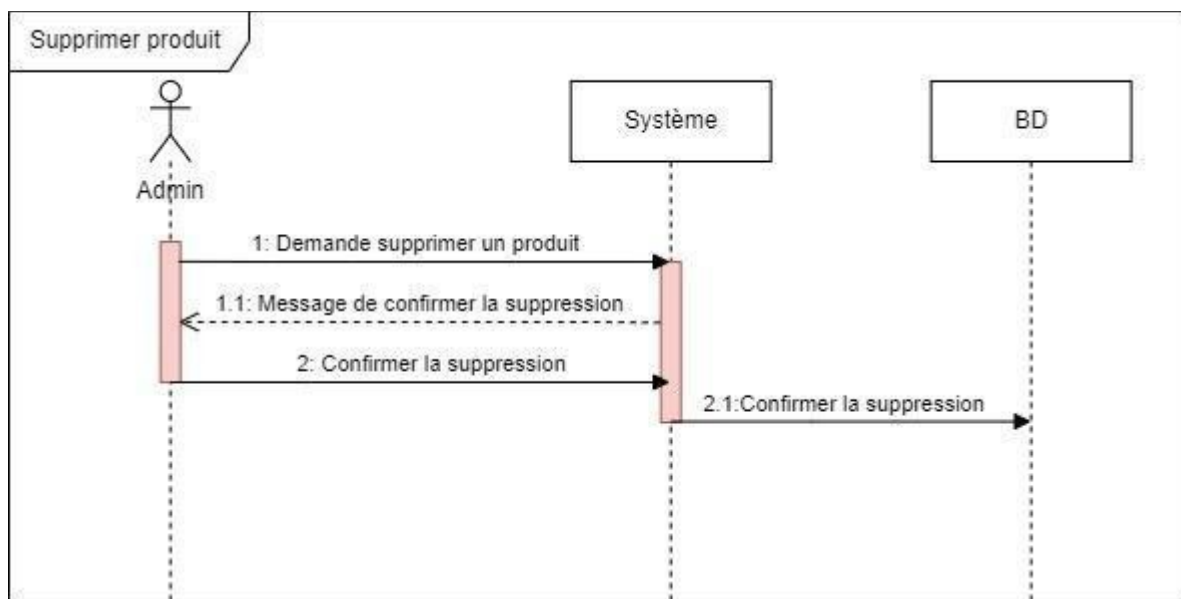 Supprimer produit
Système
BD
Admin
1: Demande supprimer un produit
1.1: Message de confirmer la suppression
2: Confirmer la suppression
2.1:Confirmer la suppression